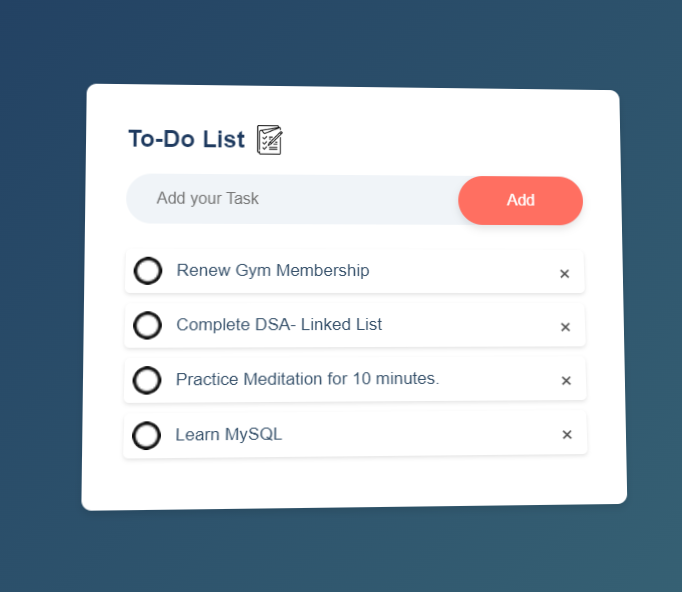 To-Do List
Add your Task
Add
Renew Gym Membership ×
Complete DSA- Linked List ×
Practice Meditation for 10 minutes. ×
Learn MySQL ×